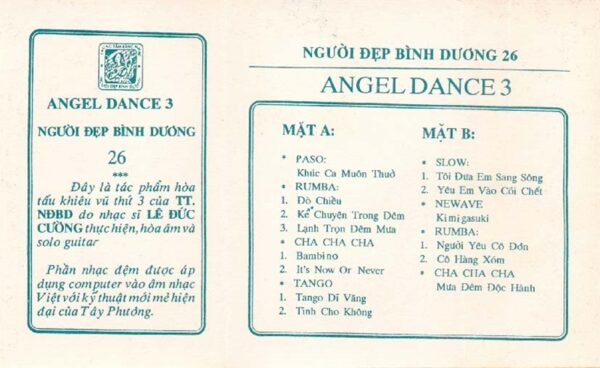 ANGEL DANCE 3
NGƯỜI ĐẸP BÌNH DƯƠNG
26
***
Đây là tác phẩm hòa
tấu khiêu vũ thứ 3 của TT.
NĐBD do nhạc sĩ LÊ ĐỨC
CƯỜNG thực hiện, hòa âm và
solo guitar
Phần nhạc đệm được áp
dụng computer vào âm nhạc
Việt với kỹ thuật mới mẻ hiện
đại của Tây Phương.
NGƯỜI ĐẸP BÌNH DƯƠNG 26
ANGEL DANCE 3
MẶT A:
* PASO:
Khúc Ca Muôn Thuở
* RUMBA:
1. Đò Chiều
2. Kể Chuyện Trong Đêm
3. Lạnh Trọn Đêm Mưa
* CHA CHA CHA
1. Bambino
2. It's Now Or Never
* TANGO
1. Tango Dĩ Vãng
2. Tình Cho Không
MẶT B:
* SLOW:
1. Tôi Đưa Em Sang Sông
2. Yêu Em Vào Cõi Chết
* NEWAVE
Kimigasuki
* RUMBA:
1. Người Yêu Cô Đơn
2. Cô Hàng Xóm
* CHA CHA CHA
Mưa Đêm Độc Hành